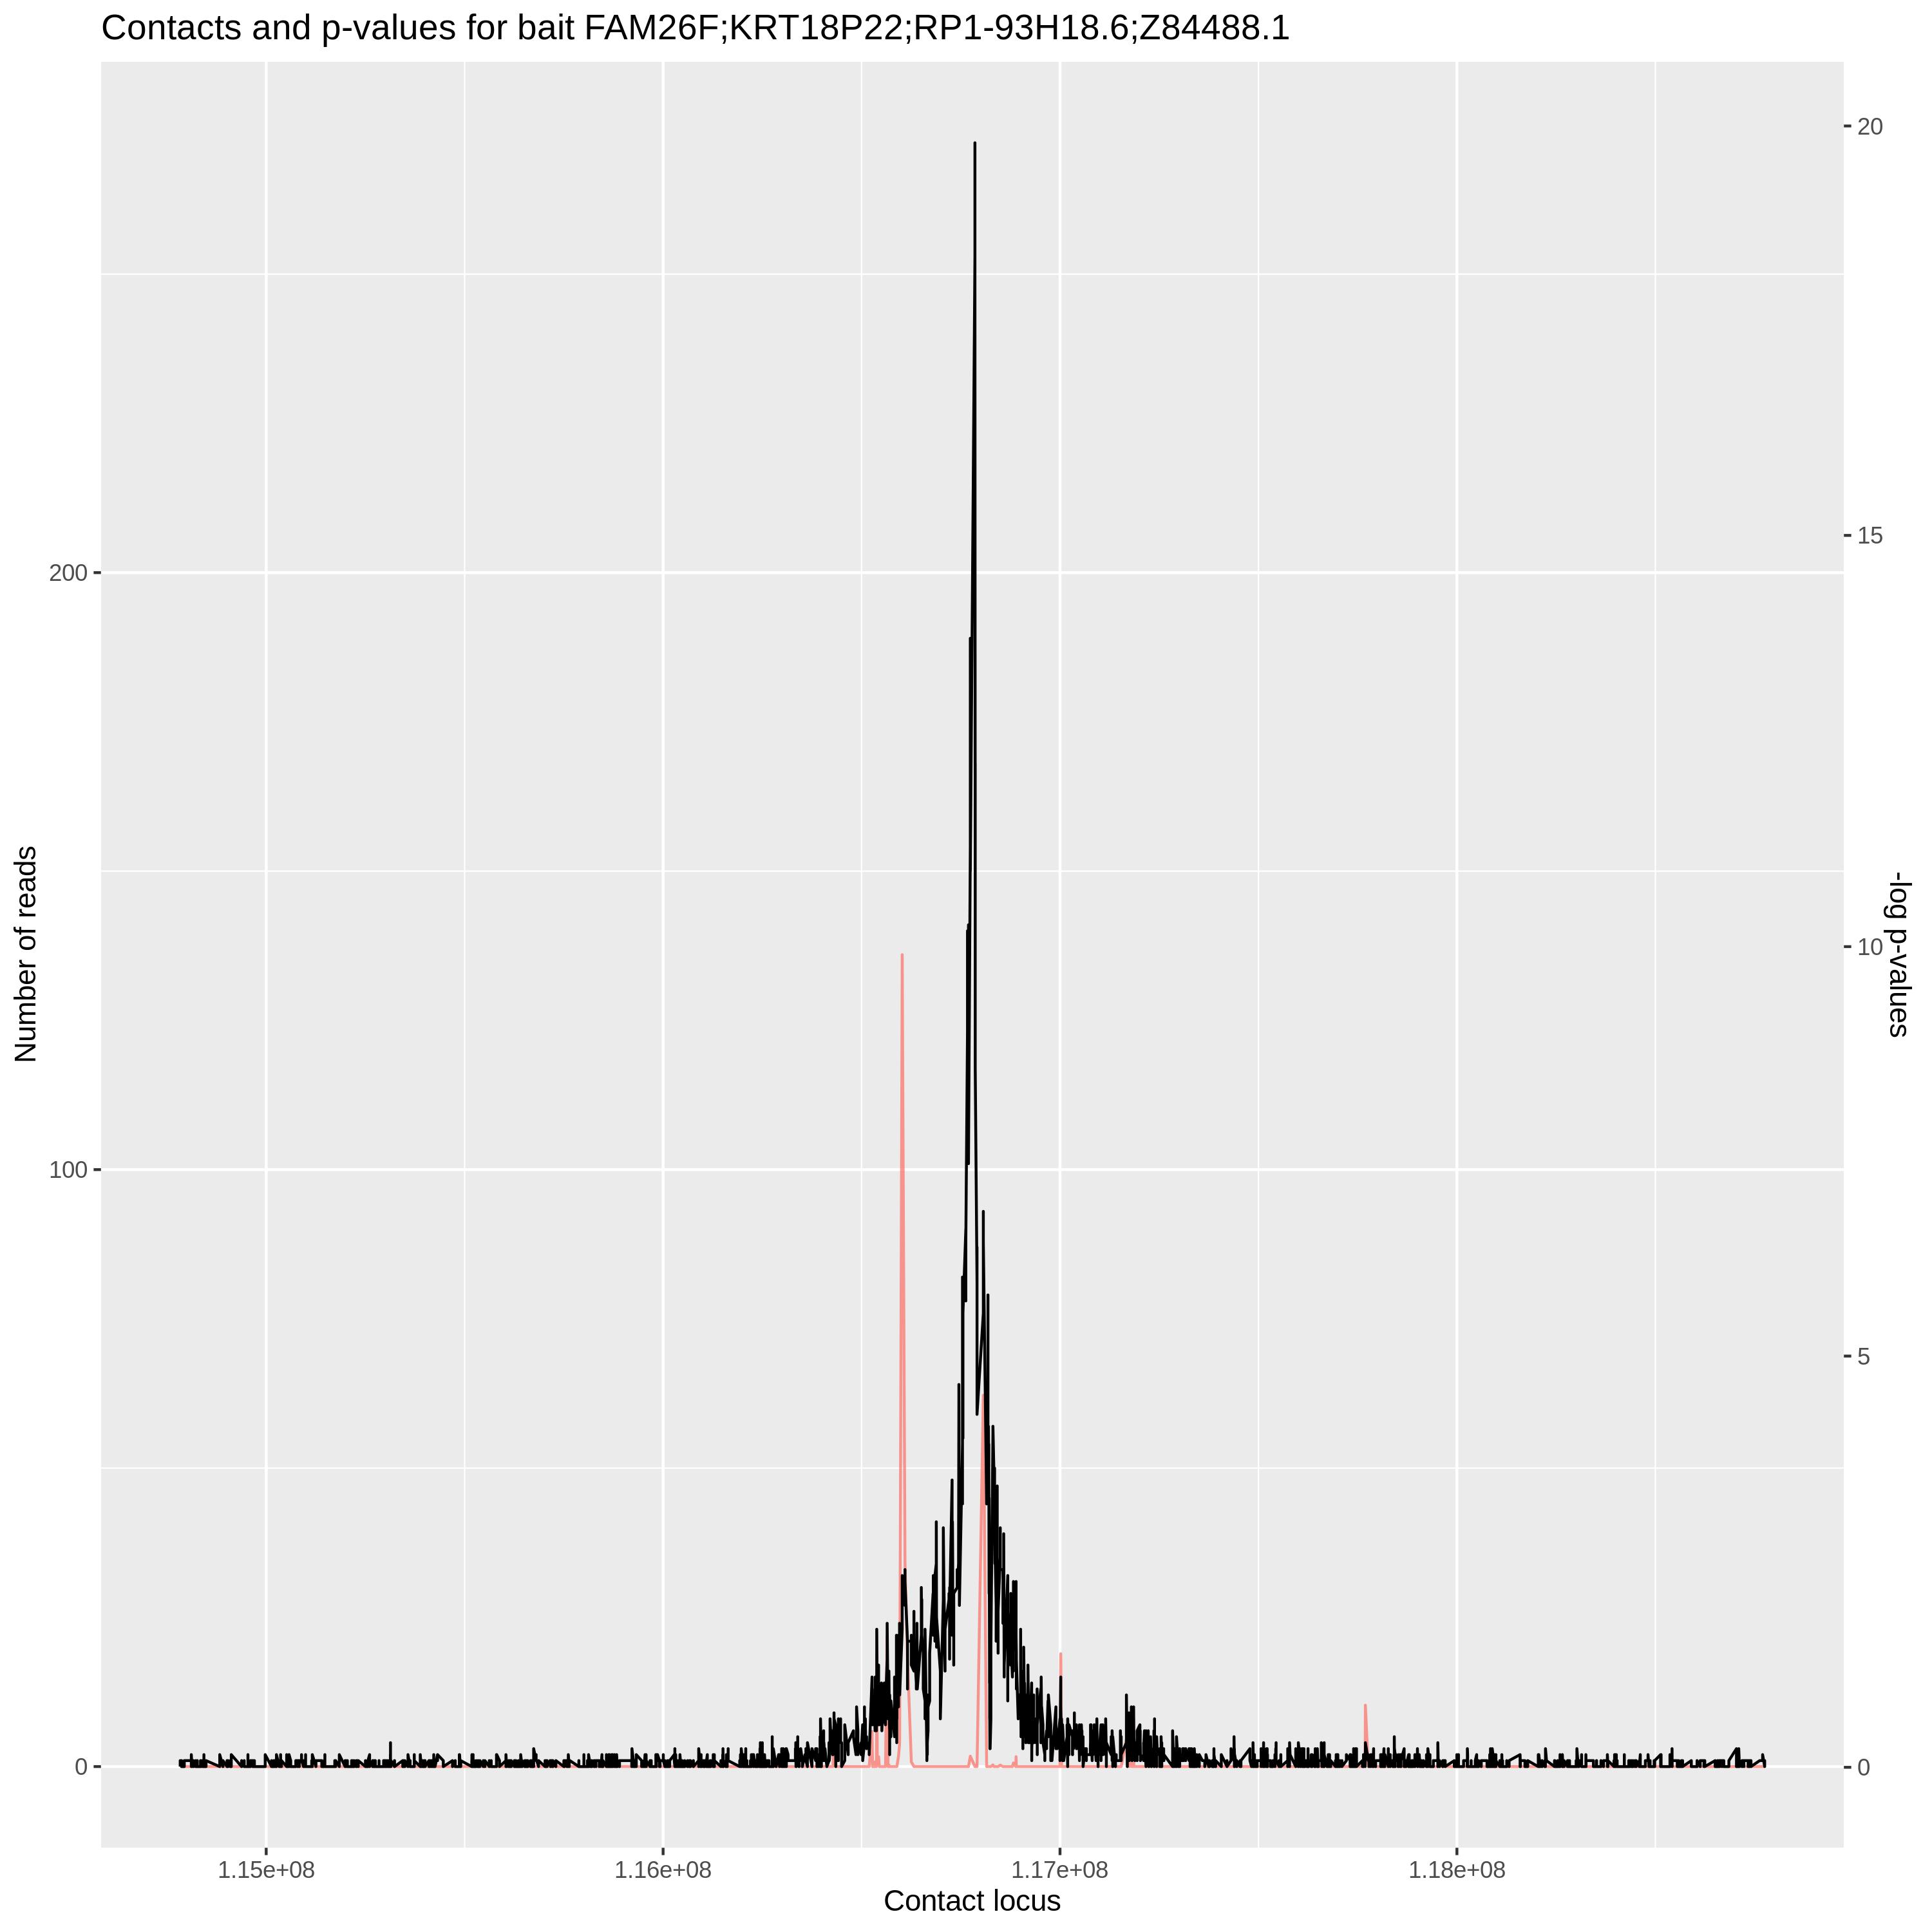 Contacts and p-values for bait FAM26F;KRT18P22;RP1-93H18.6;Z84488.1
20
15
200
10
Number of reads
-log p-values
100
5
0
0
1.15e+08
1.16e+08
1.17e+08
1.18e+08
Contact locus